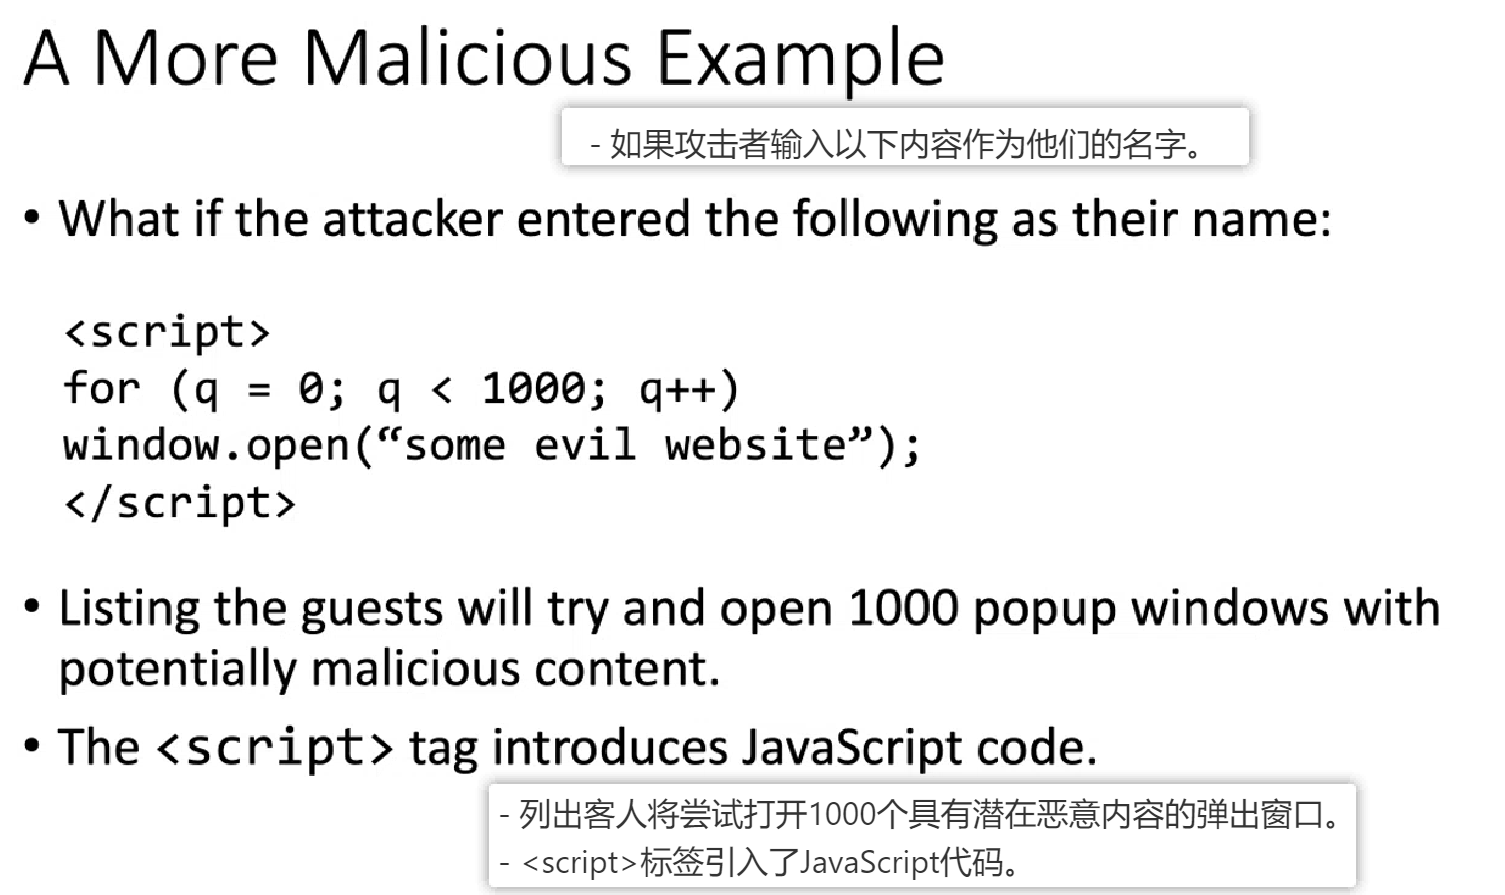 A More Malicious Example
- 如果攻击者输入以下内容作为他们的名字。
• What if the attacker entered the following as their name:
<script>
for (q = 0; q < 1000; q++)
window.open(“some evil website”);
</script>
• Listing the guests will try and open 1000 popup windows with
potentially malicious content.
• The <script> tag introduces JavaScript code.
- 列出客人将尝试打开1000个具有潜在恶意内容的弹出窗口。
- <script>标签引入了JavaScript代码。